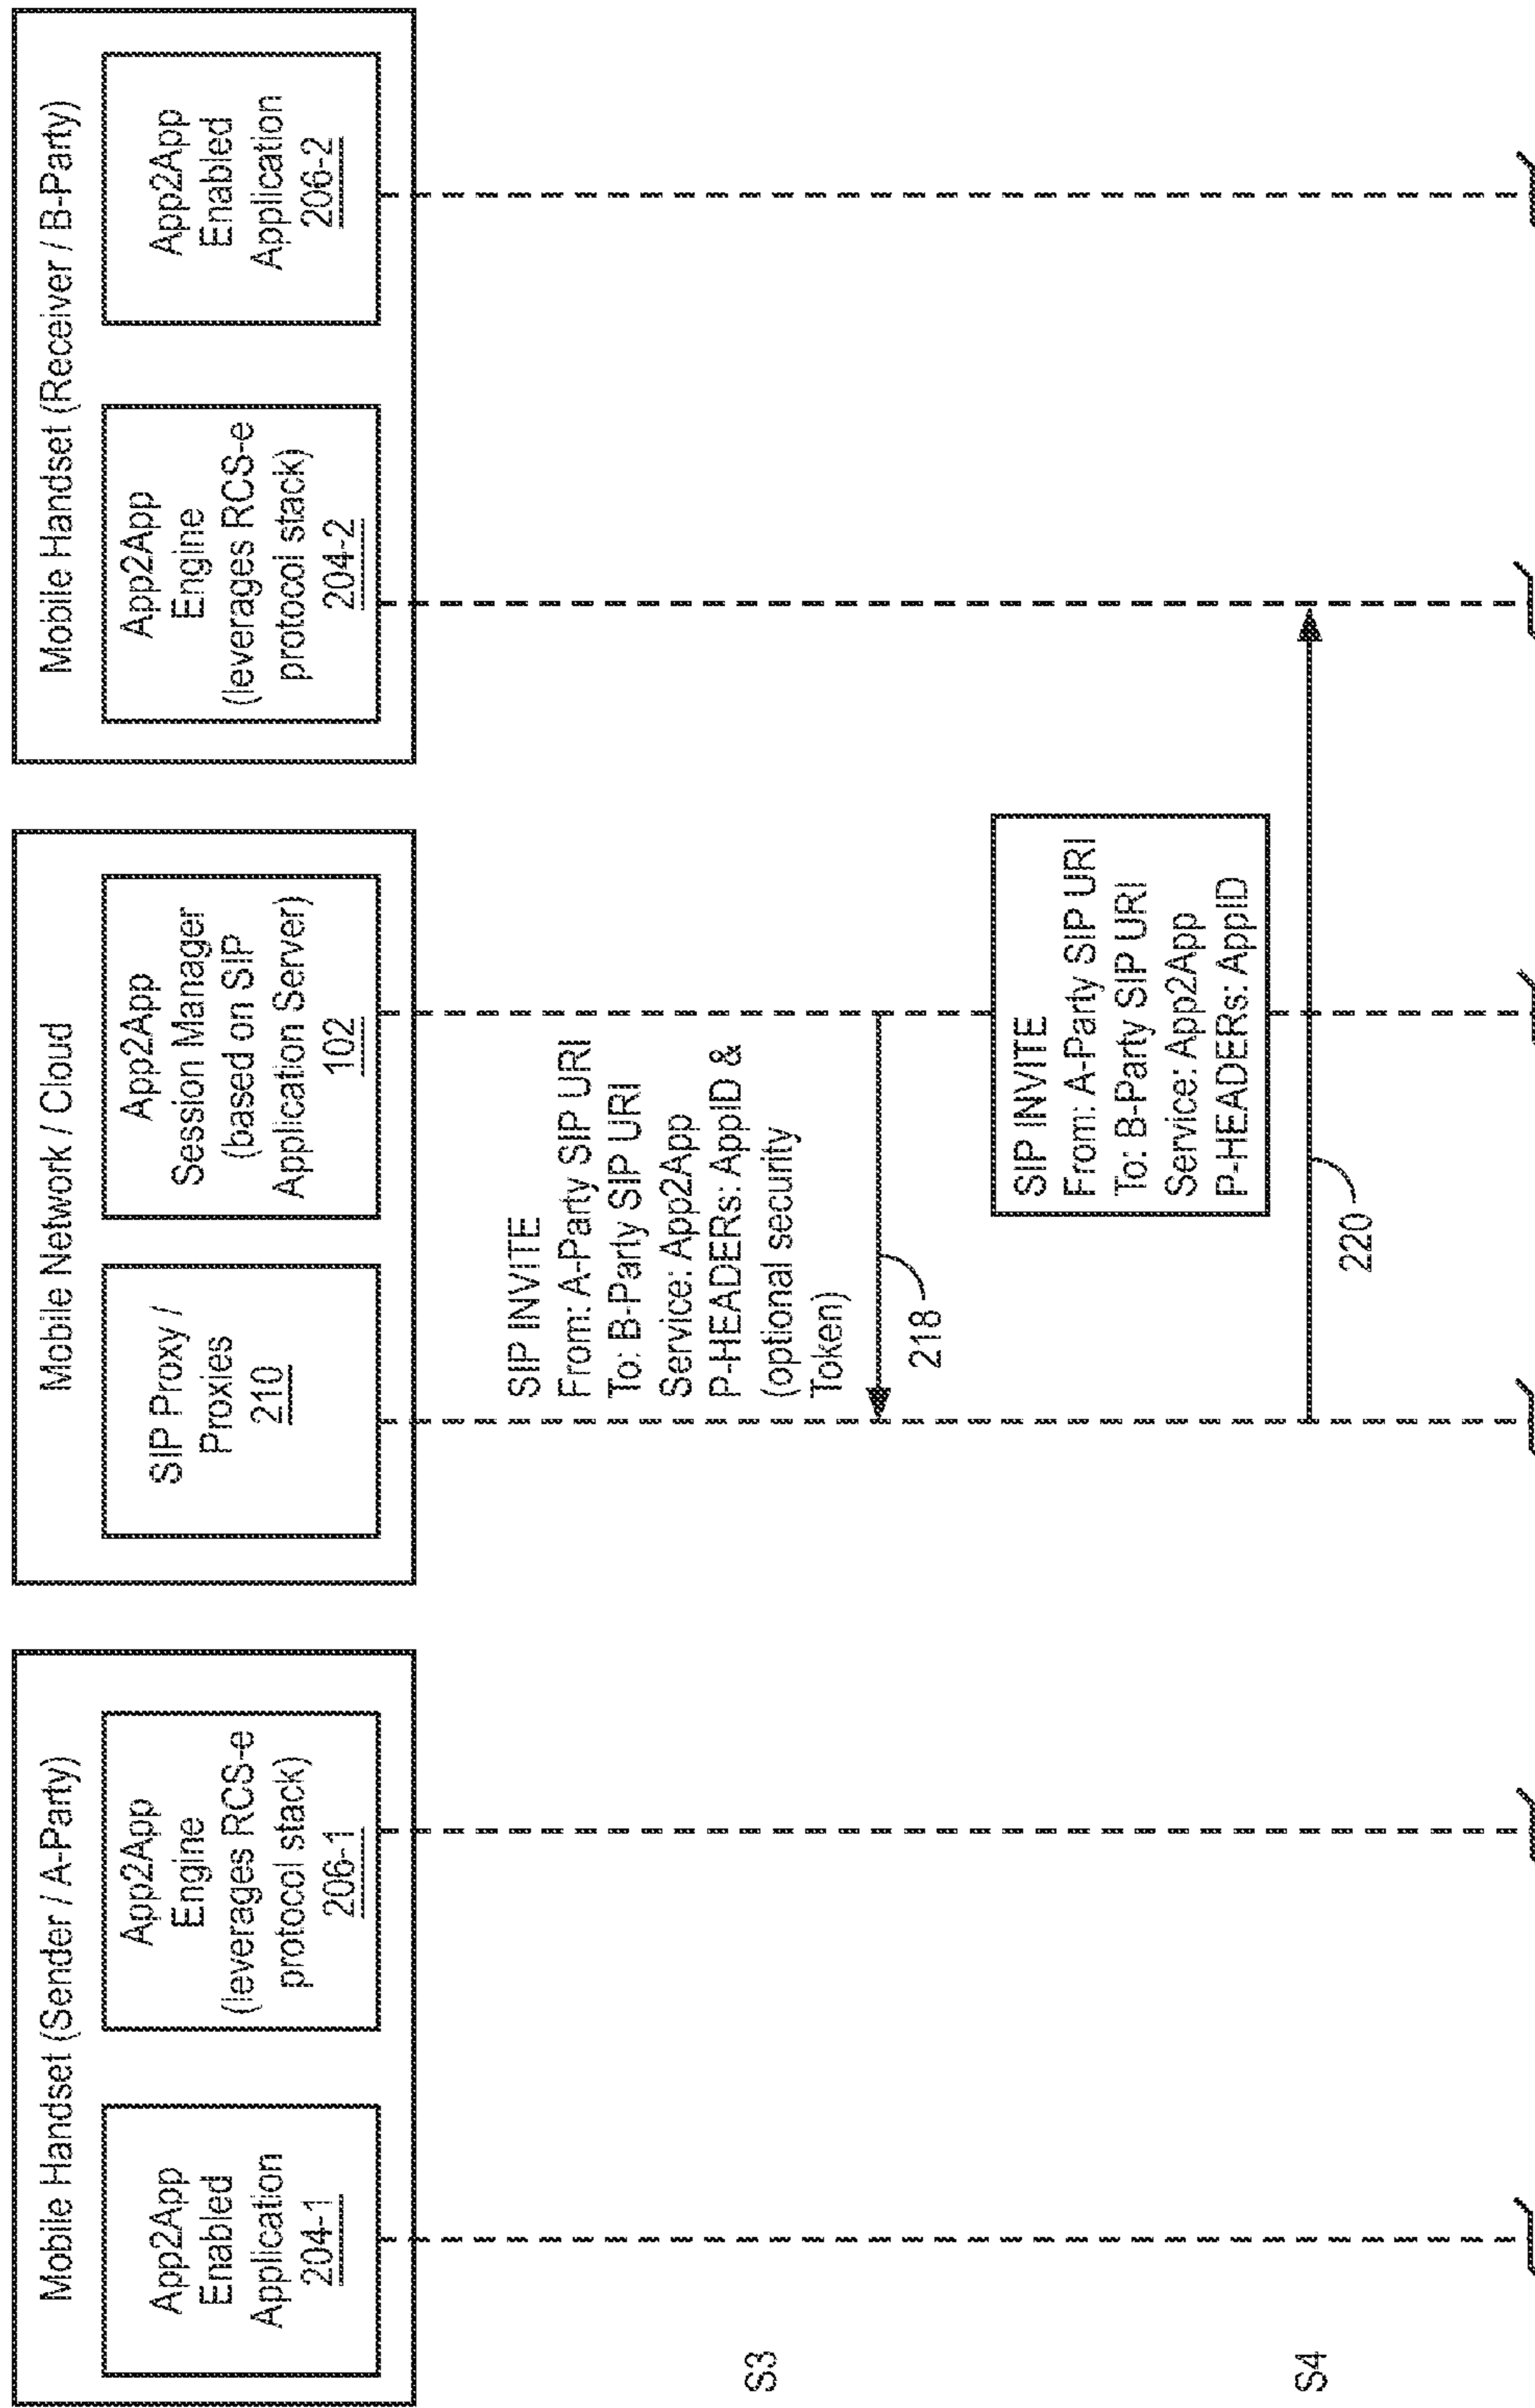 Mobile Handset (Sender / A-Party)
App2App
Enabled
Application
204-1
App2App
Engine
(leverages RCS-e
protocol stack)
206-1
Mobile Network / Cloud
SIP Proxy /
Proxies
210
App2App
Session Manager
(based on SIP
Application Server)
102
Mobile Handset (Receiver / B-Party)
App2App
Engine
(leverages RCS-e
protocol stack)
204-2
App2App
Enabled
Application
206-2
S3
SIP INVITE
From: A-Party SIP URI
To: B-Party SIP URI
Service: App2App
P-HEADERs: AppID &
(optional security
Token)
218
S4
SIP INVITE
From: A-Party SIP URI
To: B-Party SIP URI
Service: App2App
P-HEADERs: AppID
220